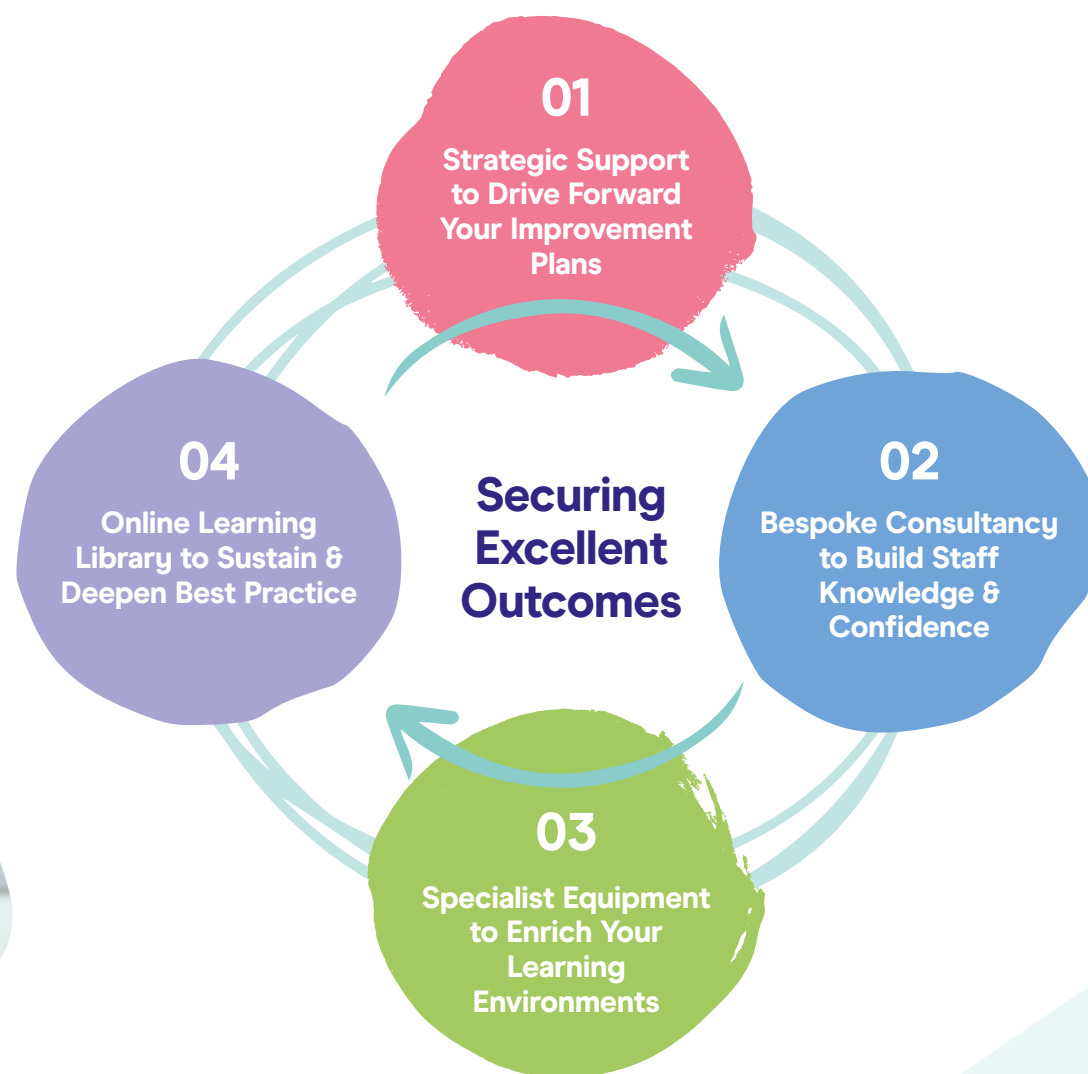 01
Strategic Support
to Drive Forward
Your Improvement
Plans
02
Bespoke Consultancy
to Build Staff
Knowledge &
Confidence
03
Specialist Equipment
to Enrich Your
Learning
Environments
04
Online Learning
Library to Sustain &
Deepen Best Practice
Securing
Excellent
Outcomes